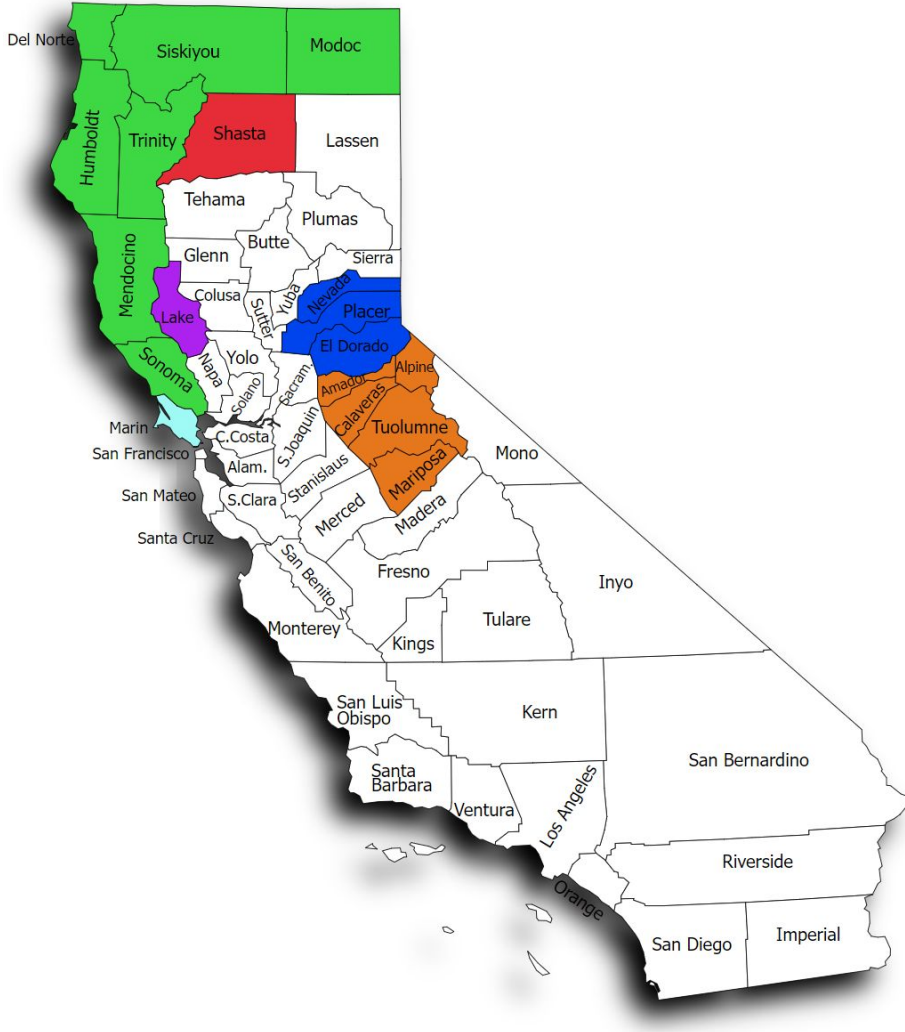 Del Norte
Siskiyou
Modoc
Humboldt
Trinity
Shasta
Lassen
Tehama
Plumas
Mendocino
Glenn
Butte
Sierra
Lake
Colusa
Sutter
Yuba
Nevada
Placer
El Dorado
Sonoma
Napa
Yolo
Solano
Sacram.
Amador
Alpine
Calaveras
Tuolumne
Marin
San Francisco
C.Costa
Alam.
S.Joaquin
Stanislaus
Mariposa
Mono
San Mateo
S.Clara
Merced
Madera
Santa Cruz
San Benito
Fresno
Inyo
Monterey
Kings
Tulare
San Luis
Obispo
Kern
San Bernardino
Santa
Barbara
Ventura
Los Angeles
Orange
Riverside
San Diego
Imperial